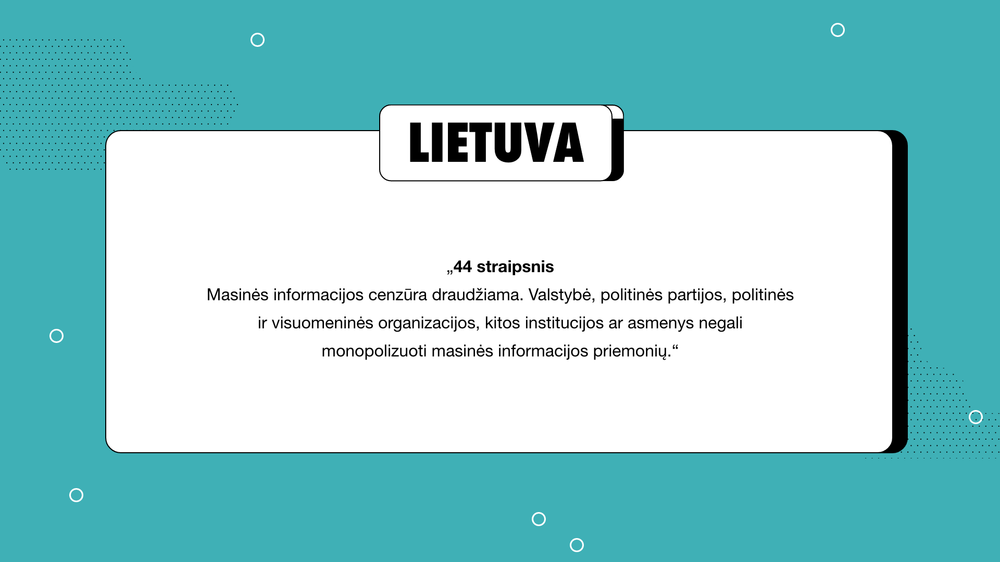 LIETUVA
„44 straipsnis
Masinės informacijos cenzūra draudžiama. Valstybė, politinės partijos, politinės
ir visuomeninės organizacijos, kitos institucijos ar asmenys negali
monopolizuoti masinės informacijos priemonių.“